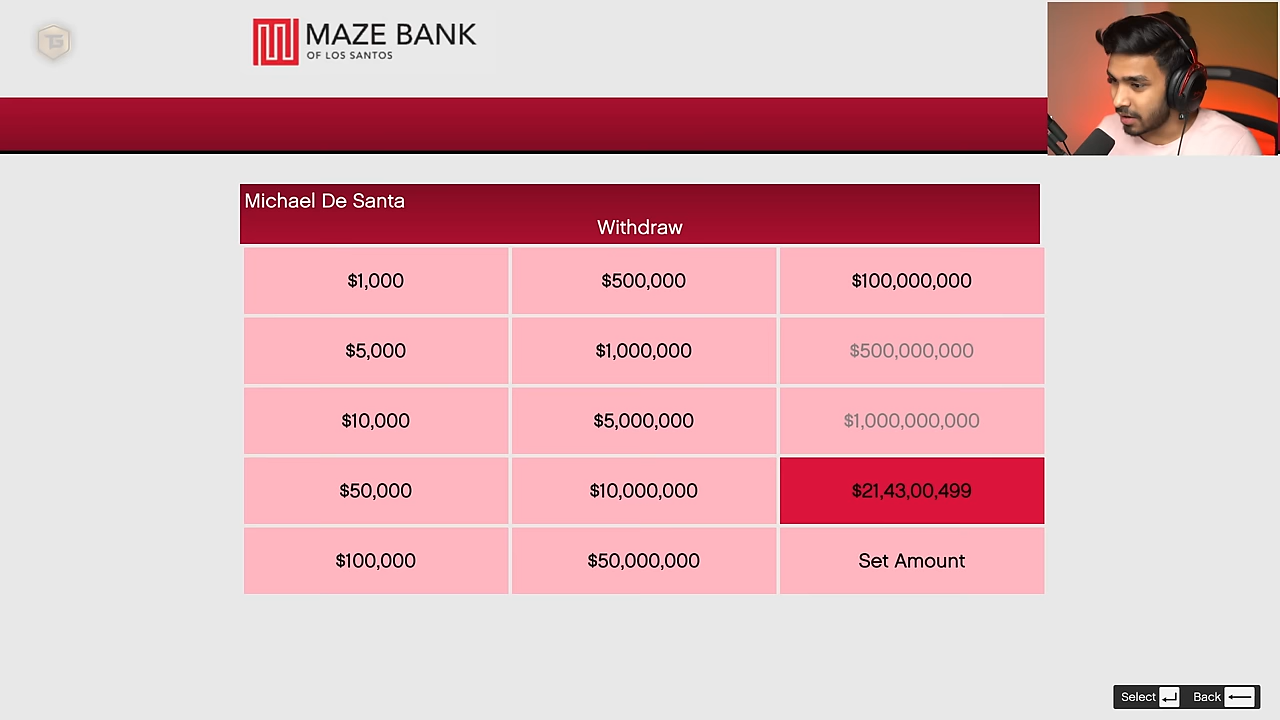 TG
MAZE BANK
OF LOS SANTOS
Michael De Santa
Withdraw
$1,000 $500,000 $100,000,000
$5,000 $1,000,000 $500,000,000
$10,000 $5,000,000 $1,000,000,000
$50,000 $10,000,000 $21,43,00,499
$100,000 $50,000,000 Set Amount
Select Back